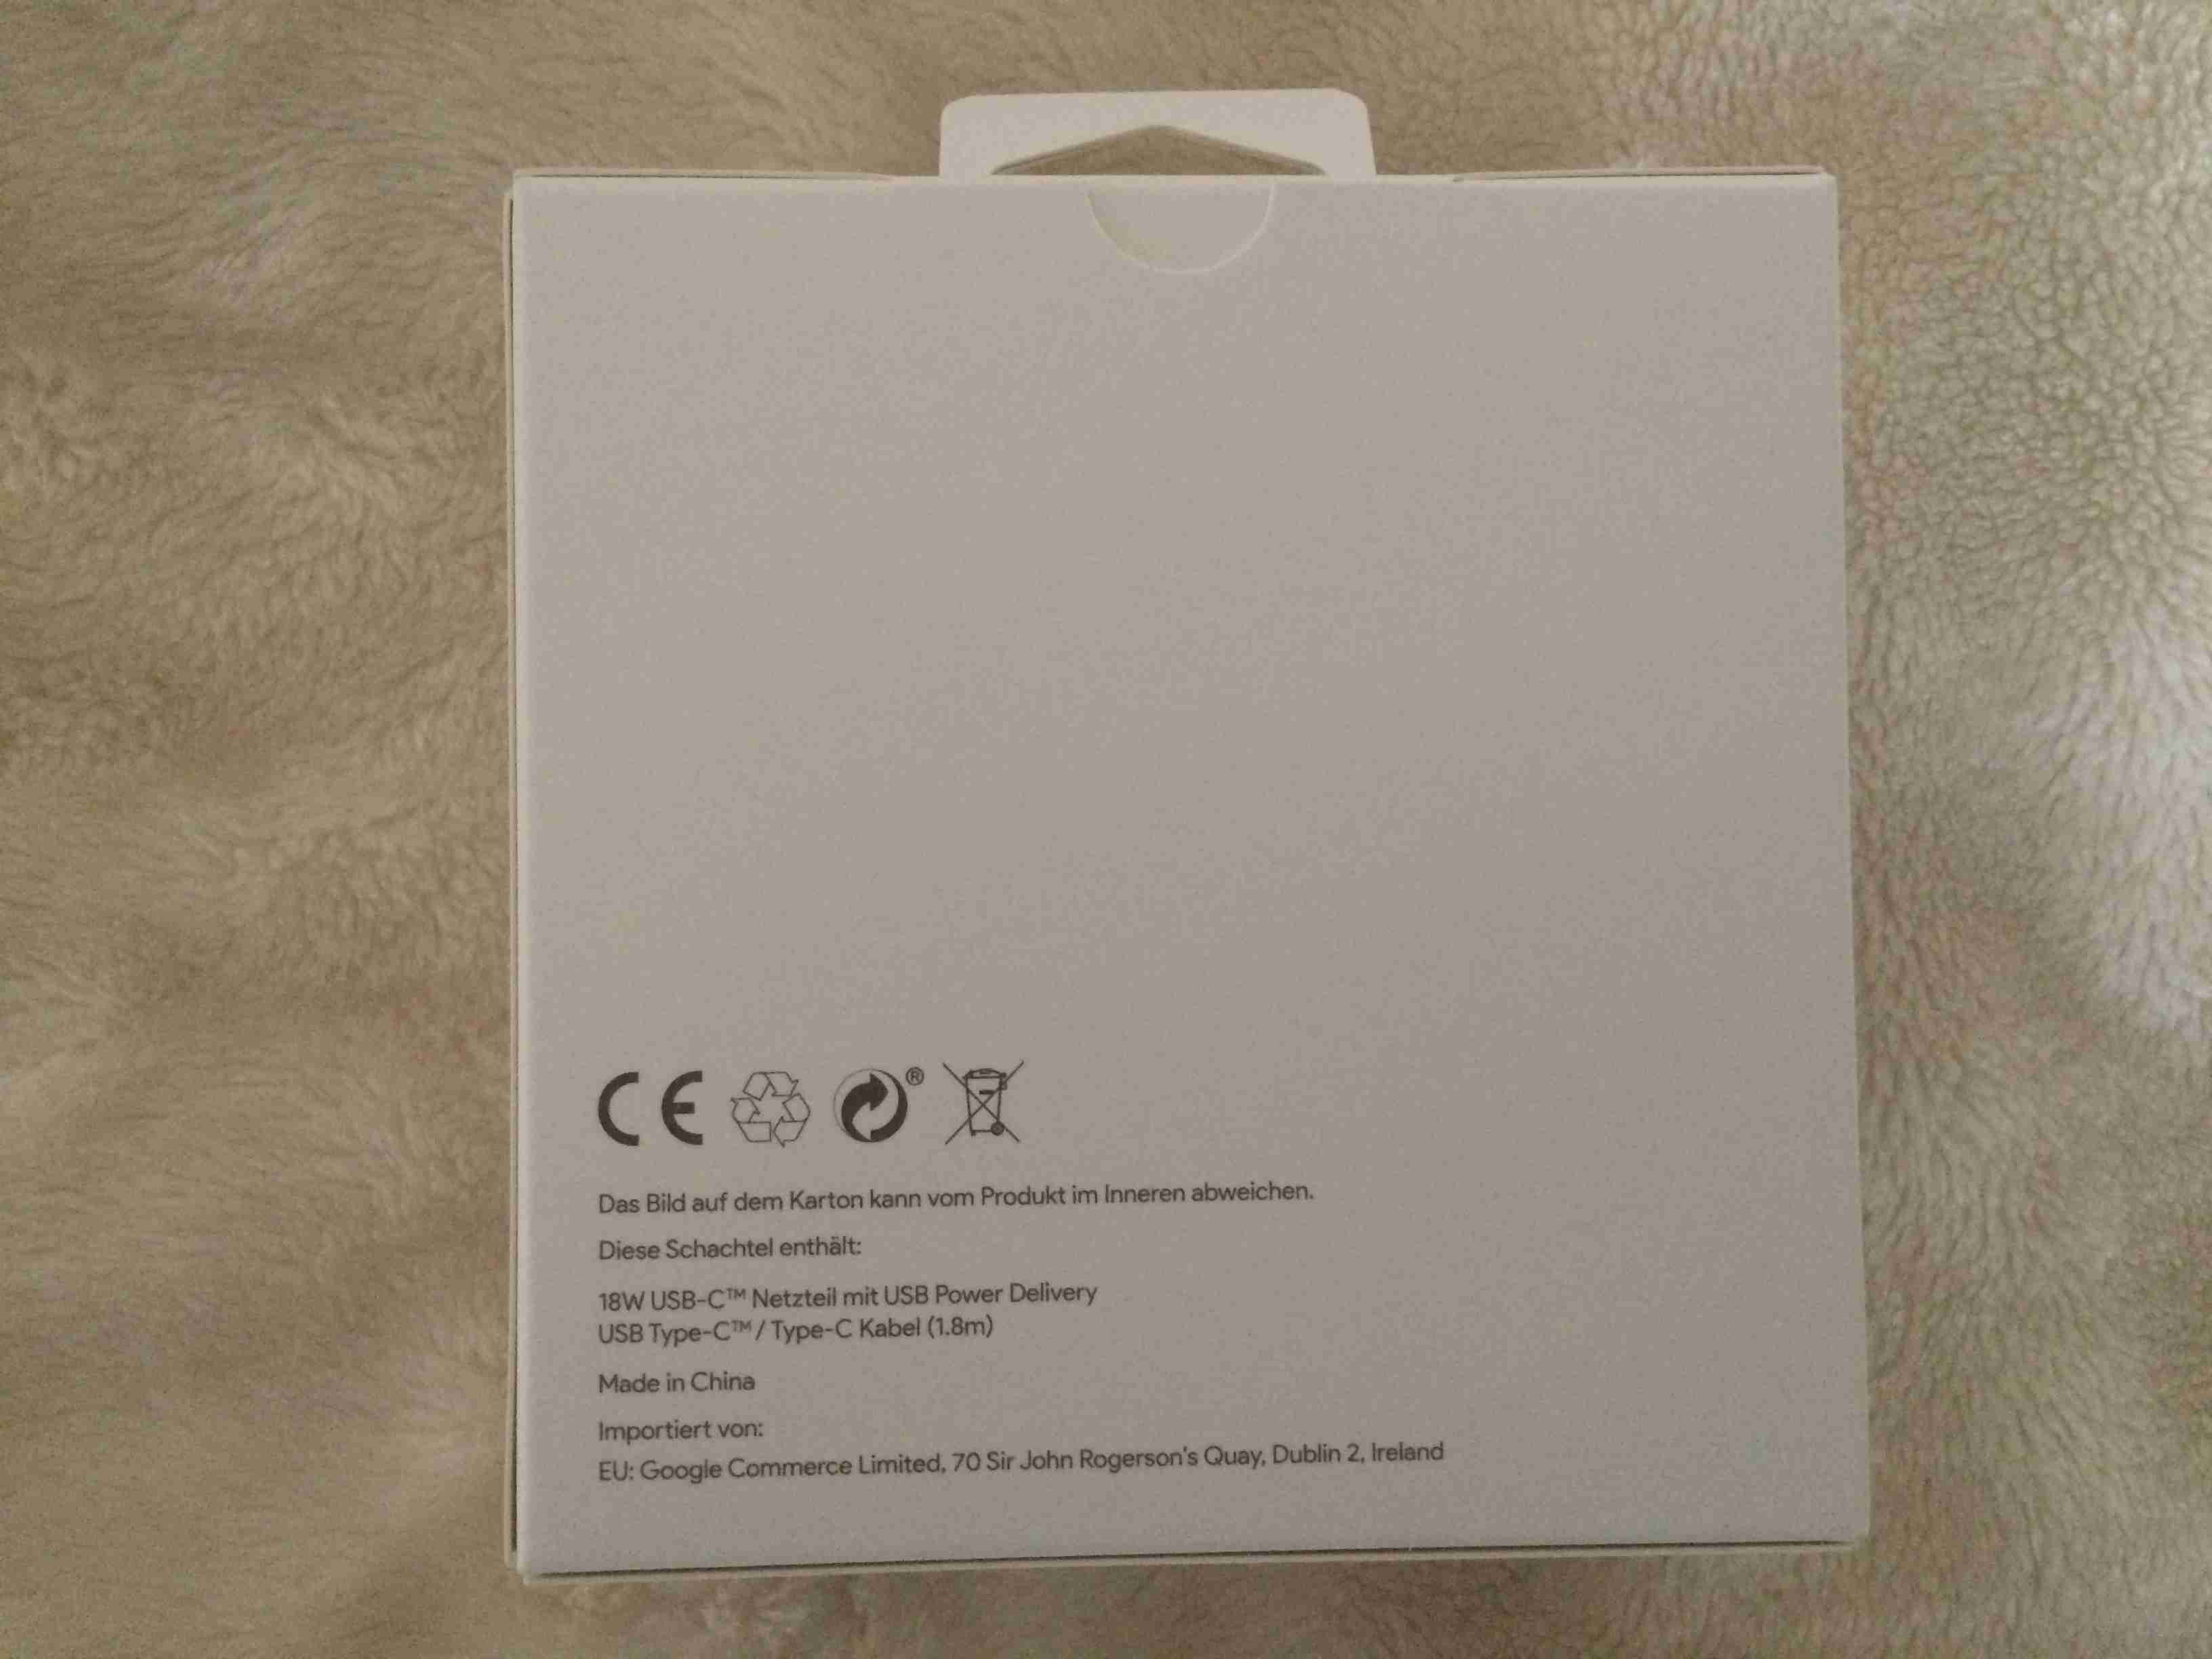 CE ®
Das Bild auf dem Karton kann vom Produkt im Inneren abweichen.
Diese Schachtel enthält:
18W USB-C™ Netzteil mit USB Power Delivery
USB Type-C™ / Type-C Kabel (1.8m)
Made in China
Importiert von:
EU: Google Commerce Limited, 70 Sir John Rogerson's Quay, Dublin 2, Ireland